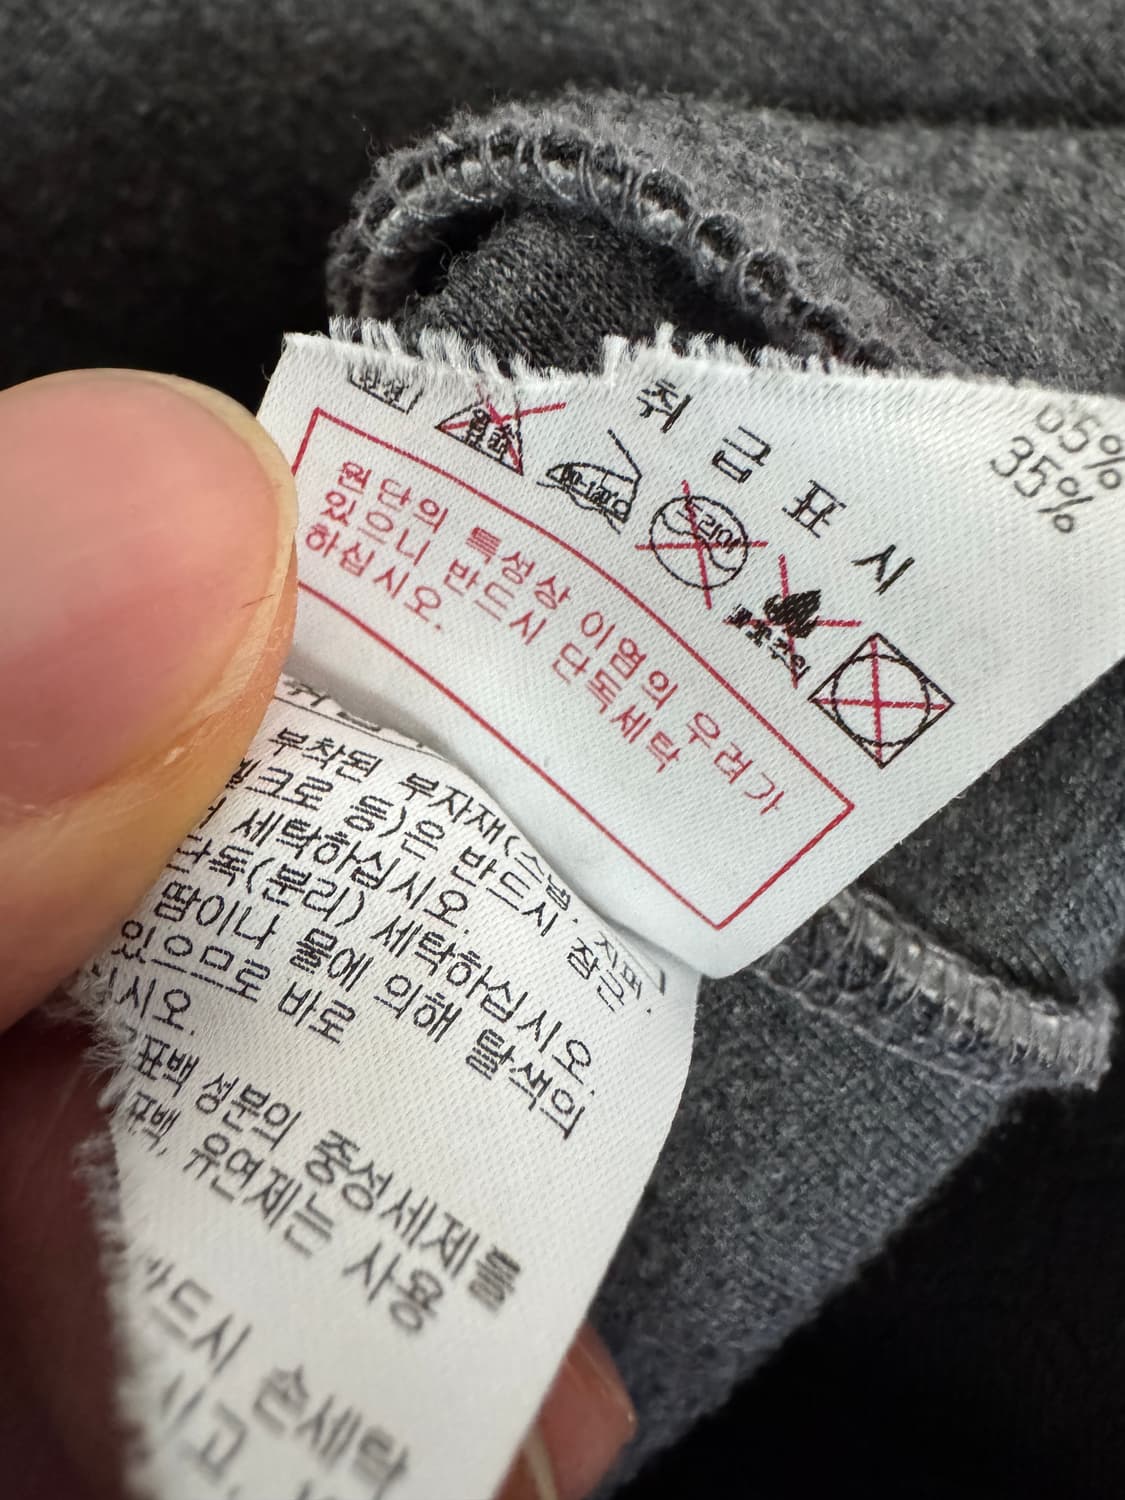 35%
취급표시
드라이
원단의 특성상 이염의 우려가
있으니 반드시 단독세탁
하십시오.
부착된 부자재(스냅, 지퍼,
등)은 반드시 잠근
세탁하십시오.
단독(분리) 세탁하십시오.
땀이나 물에 의해 탈색의
있으므로 바로
시오.
표백 성분의 중성세제를
표백, 유연제는 사용
반드시 손세탁